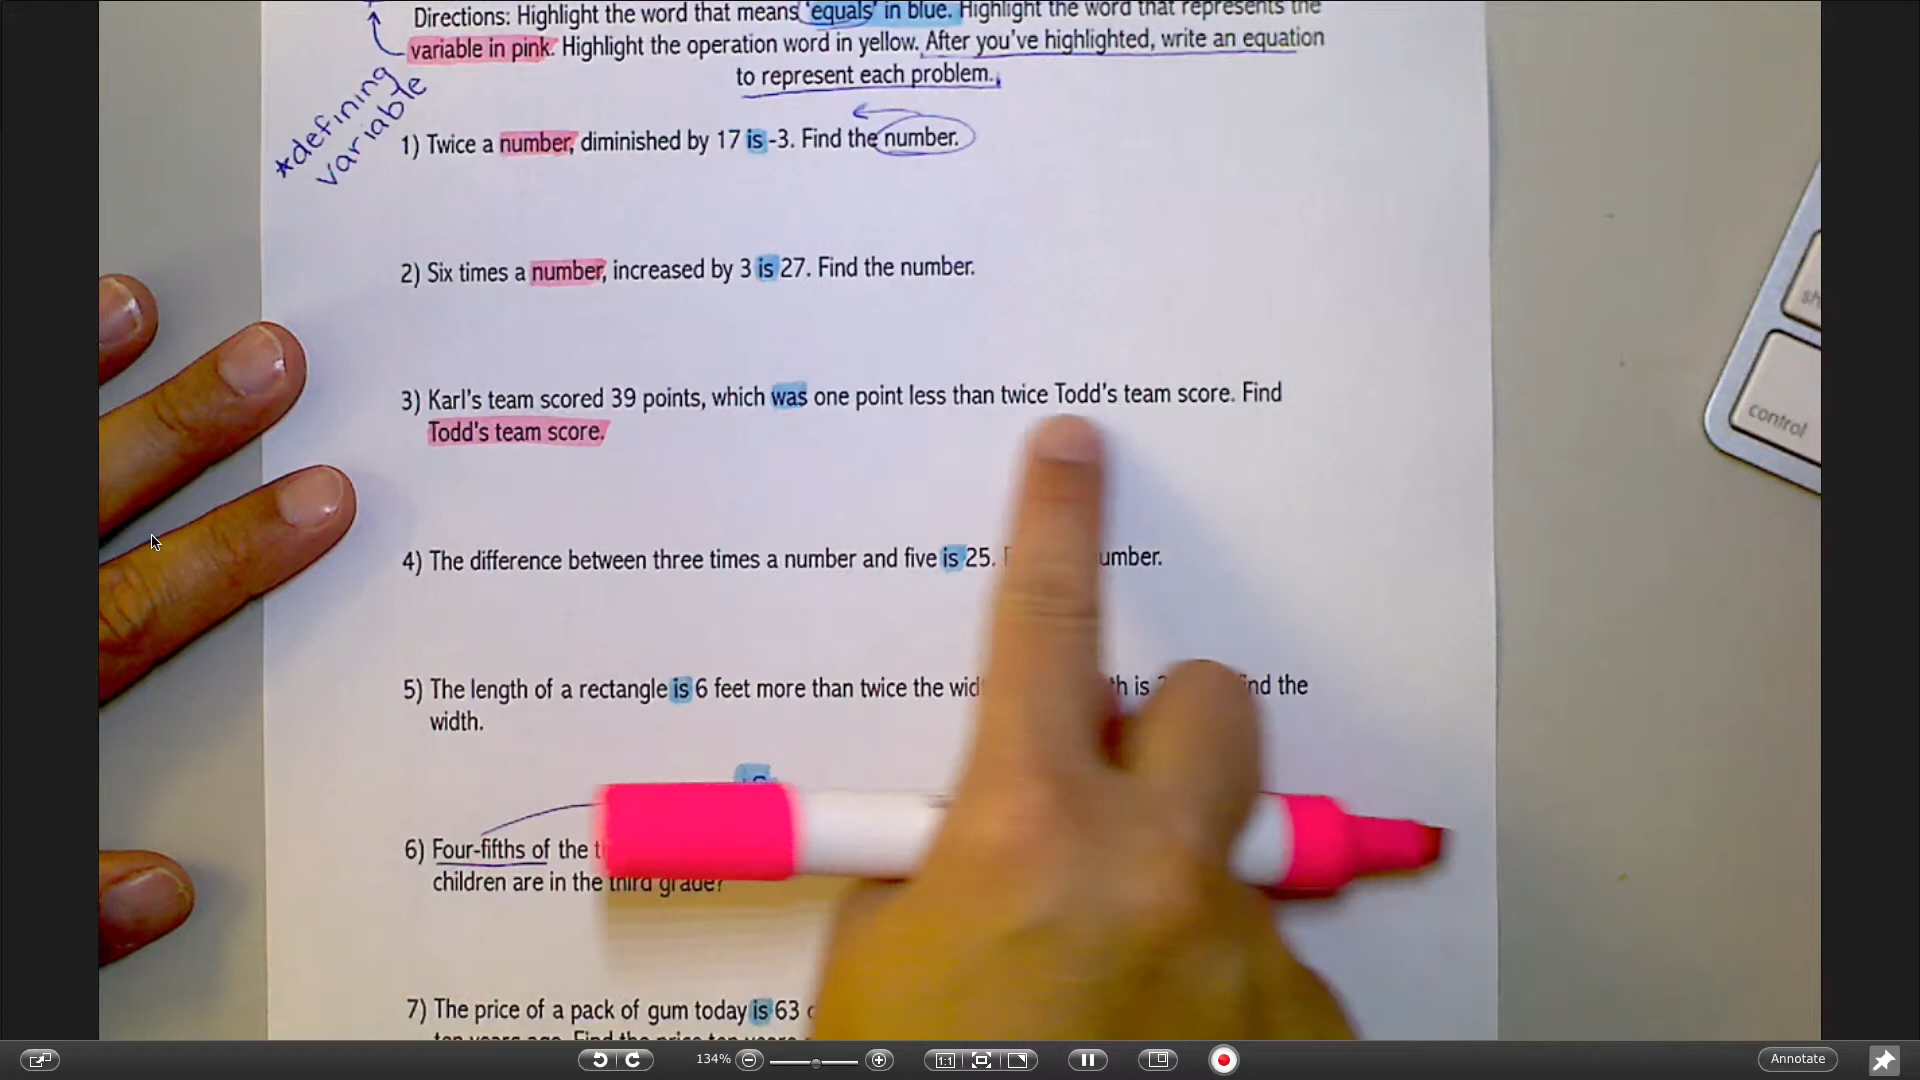 Directions: Highlight the word that means 'equals' in blue. Highlight the word that represents the
variable in pink. Highlight the operation word in yellow. After you've highlighted, write an equation
to represent each problem.
*defining
variable
1) Twice a number, diminished by 17 is -3. Find the number.
2) Six times a number, increased by 3 is 27. Find the number.
3) Karl's team scored 39 points, which was one point less than twice Todd's team score. Find
Todd's team score.
4) The difference between three times a number and five is 25.
5) The length of a rectangle is 6 feet more than twice the is the
width.
6) Four-fifths of the
children are in the third grade?
7) The price of a pack of gum today is 63
control
134%
1:1
Annotate